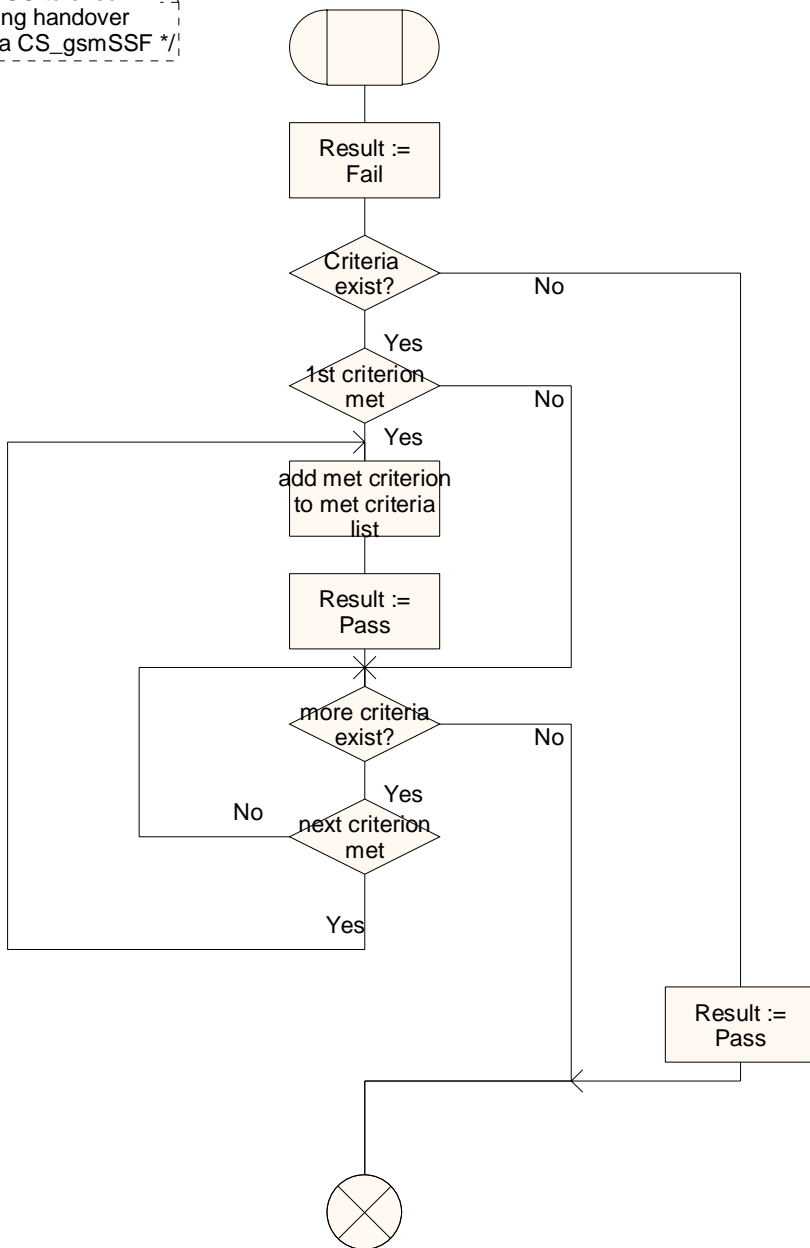 ng handover
a CS_gsmSSF */
Result :=
Fail
Criteria
exist?
No
Yes
1st criterion
met
No
Yes
add met criterion
to met criteria
list
Result :=
Pass
more criteria
exist?
No
Yes
No
next criterion
met
Yes
Result :=
Pass